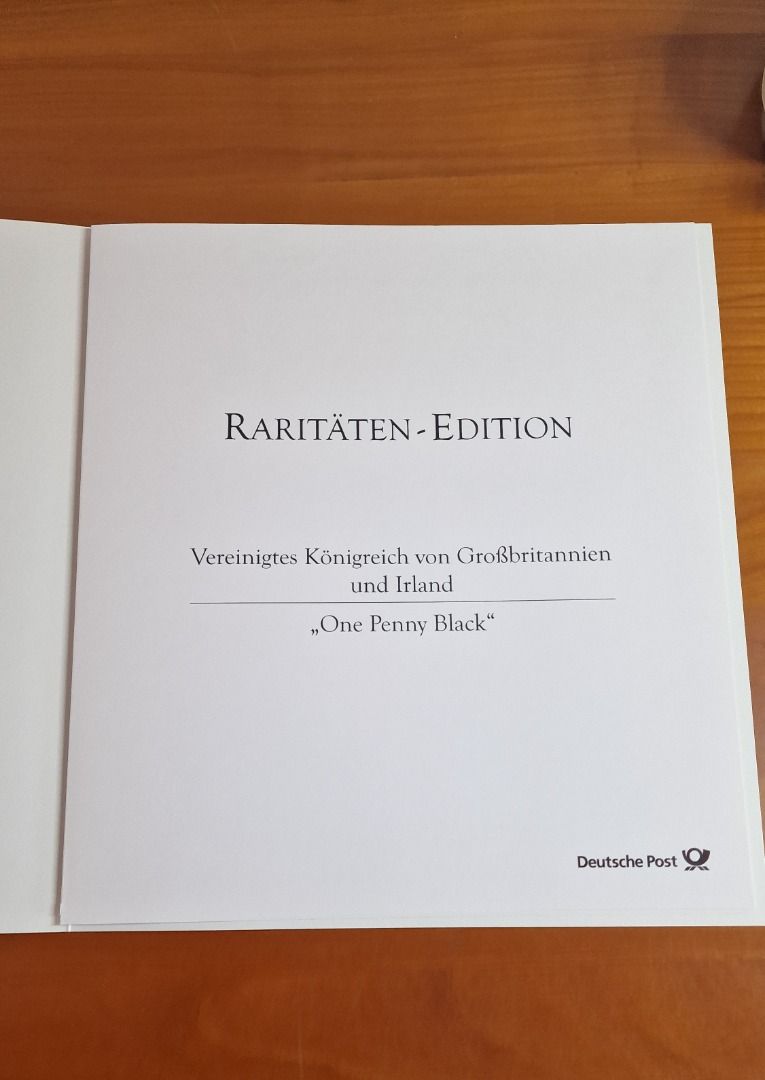 RARITÄTEN-EDITION
Vereinigtes Königreich von Großbritannien
und Irland
„One Penny Black“
Deutsche Post